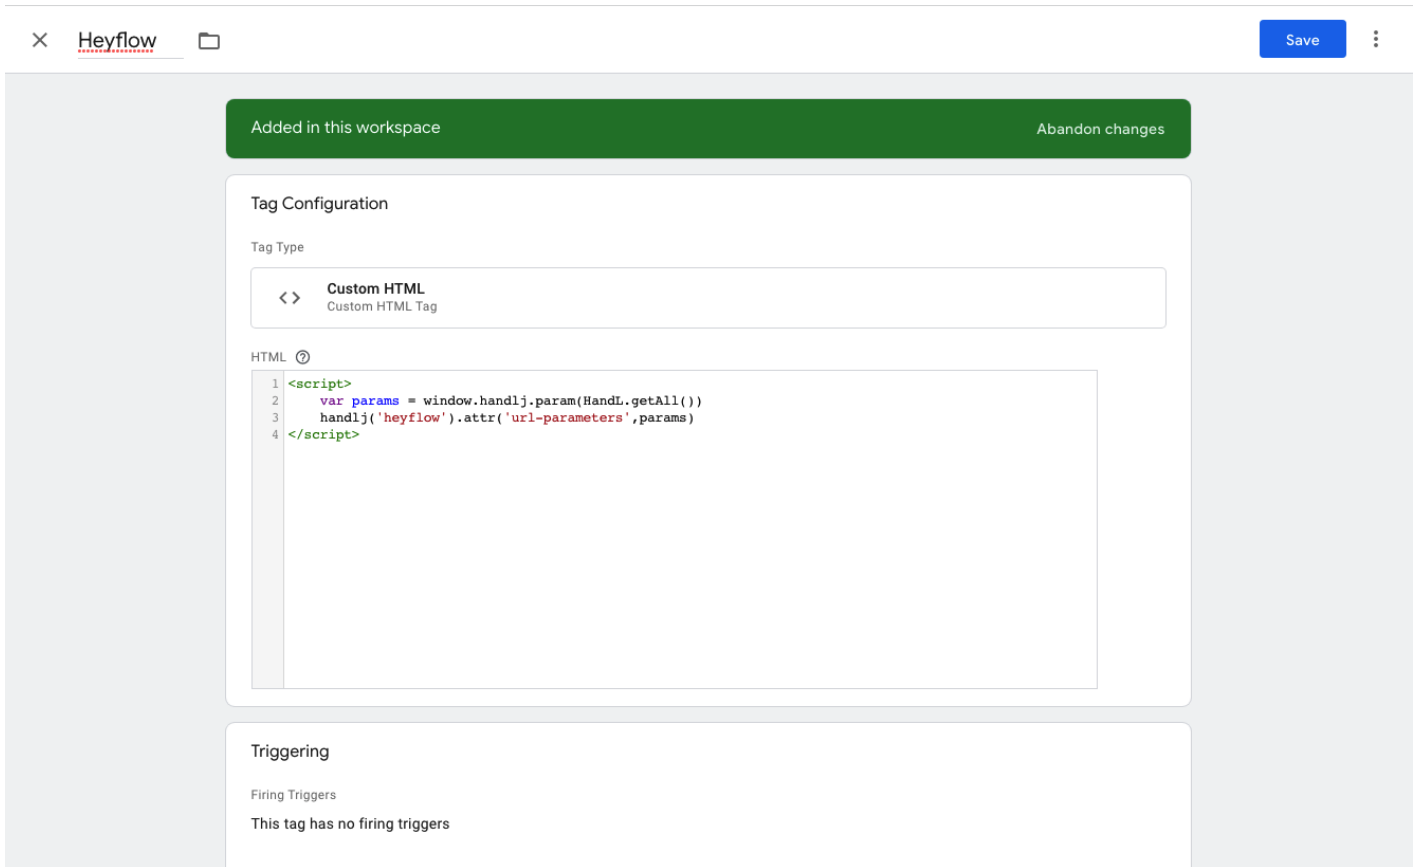 Heyflow
Save
Added in this workspace
Abandon changes
Tag Configuration
Tag Type
Custom HTML
Custom HTML Tag
HTML
1 <script>
2     var params = window.handlj.param(HandL.getAll())
3     handlj('heyflow').attr('url-parameters',params)
4 </script>
Triggering
Firing Triggers
This tag has no firing triggers